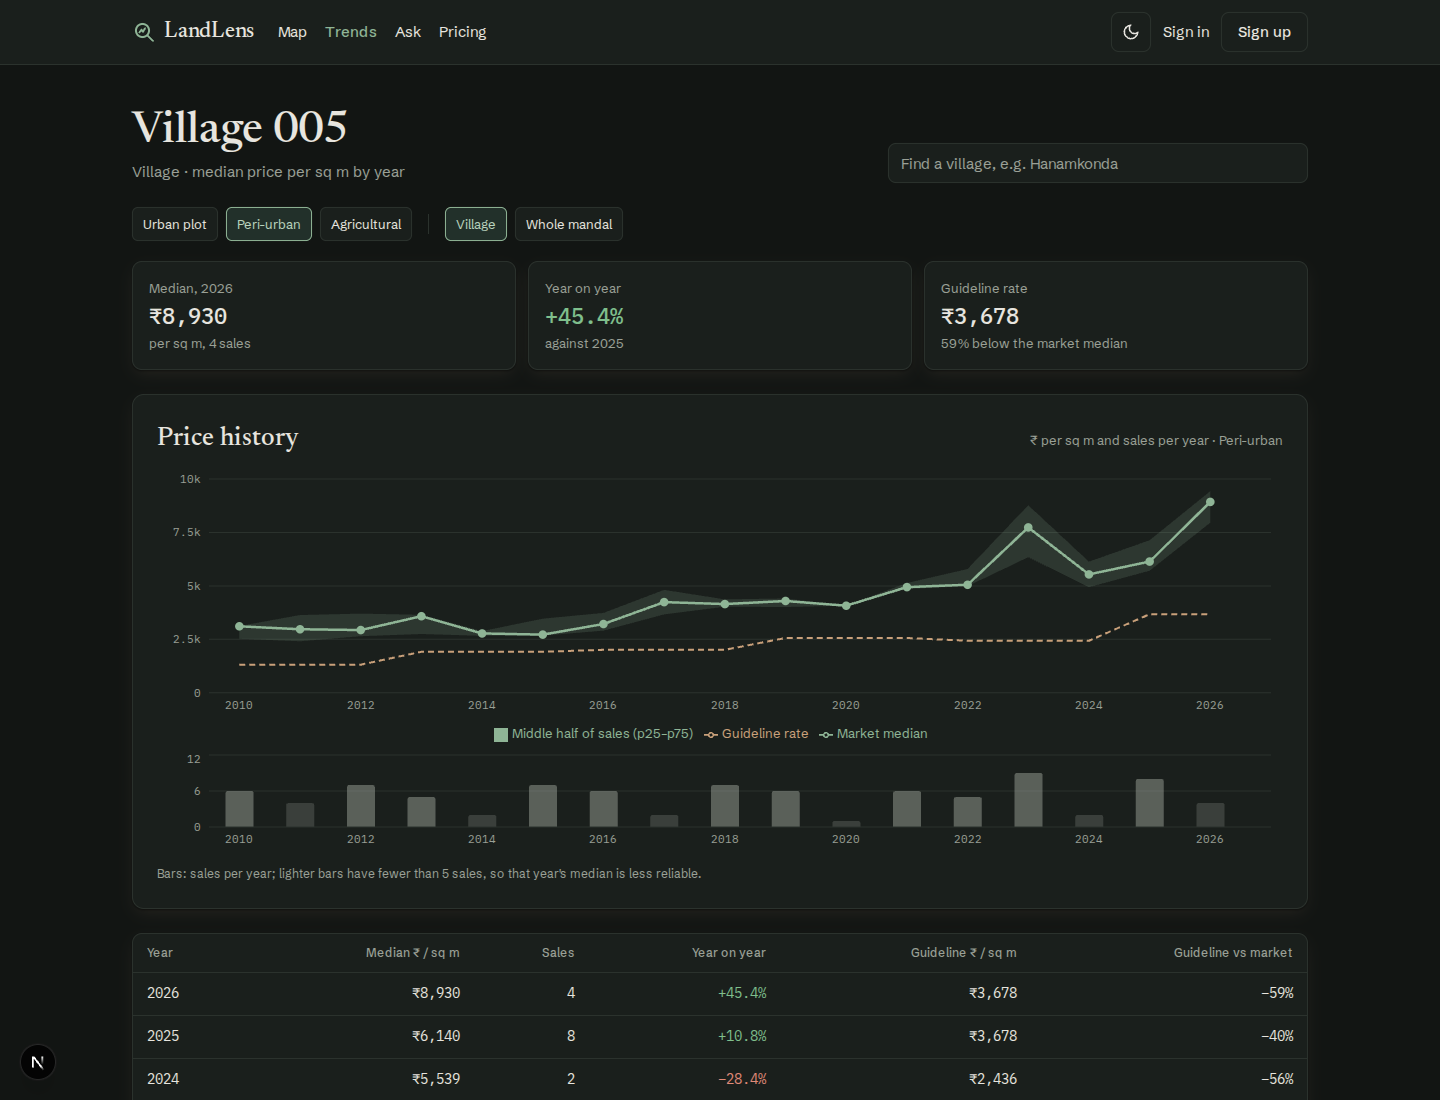 LandLens Map Trends Ask Pricing Sign in Sign up
Village 005
Village · median price per sq m by year
Find a village, e.g. Hanamkonda
Urban plot Peri-urban Agricultural Village Whole mandal
Median, 2026
₹8,930
per sq m, 4 sales
Year on year
+45.4%
against 2025
Guideline rate
₹3,678
59% below the market median
Price history
₹ per sq m and sales per year · Peri-urban
10k
7.5k
5k
2.5k
0
2010 2012 2014 2016 2018 2020 2022 2024 2026
Middle half of sales (p25–p75) Guideline rate Market median
12
6
0
2010 2012 2014 2016 2018 2020 2022 2024 2026
Bars: sales per year; lighter bars have fewer than 5 sales, so that year's median is less reliable.
Year Median ₹ / sq m Sales Year on year Guideline ₹ / sq m Guideline vs market
2026 ₹8,930 4 +45.4% ₹3,678 −59%
2025 ₹6,140 8 +10.8% ₹3,678 −40%
2024 ₹5,539 2 −28.4% ₹2,436 −56%
N